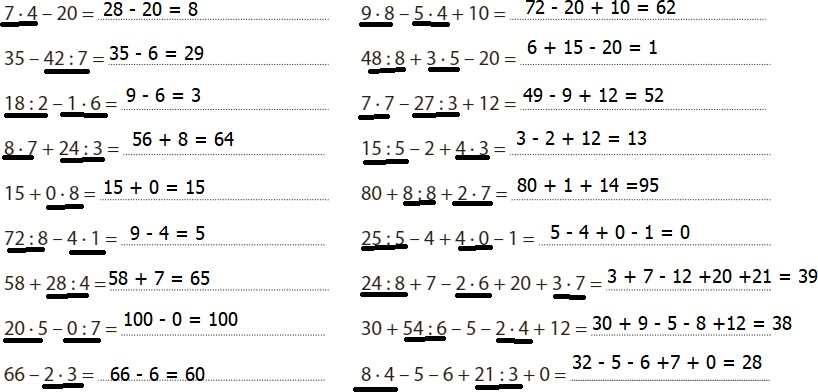 7 · 4 – 20 = 28 - 20 = 8
35 – 42 : 7 = 35 - 6 = 29
18 : 2 – 1 · 6 = 9 - 6 = 3
8 · 7 + 24 : 3 = 56 + 8 = 64
15 + 0 · 8 = 15 + 0 = 15
72 : 8 – 4 · 1 = 9 - 4 = 5
58 + 28 : 4 = 58 + 7 = 65
20 · 5 – 0 : 7 = 100 - 0 = 100
66 – 2 · 3 = 66 - 6 = 60
9 · 8 – 5 · 4 + 10 = 72 - 20 + 10 = 62
48 : 8 + 3 · 5 – 20 = 6 + 15 - 20 = 1
7 · 7 – 27 : 3 + 12 = 49 - 9 + 12 = 52
15 : 5 – 2 + 4 · 3 = 3 - 2 + 12 = 13
80 + 8 : 8 + 2 · 7 = 80 + 1 + 14 =95
25 : 5 – 4 + 4 · 0 – 1 = 5 - 4 + 0 - 1 = 0
24 : 8 + 7 – 2 · 6 + 20 + 3 · 7 = 3 + 7 - 12 +20 +21 = 39
30 + 54 : 6 – 5 – 2 · 4 + 12 = 30 + 9 - 5 - 8 +12 = 38
8 · 4 – 5 – 6 + 21 : 3 + 0 = 32 - 5 - 6 +7 + 0 = 28